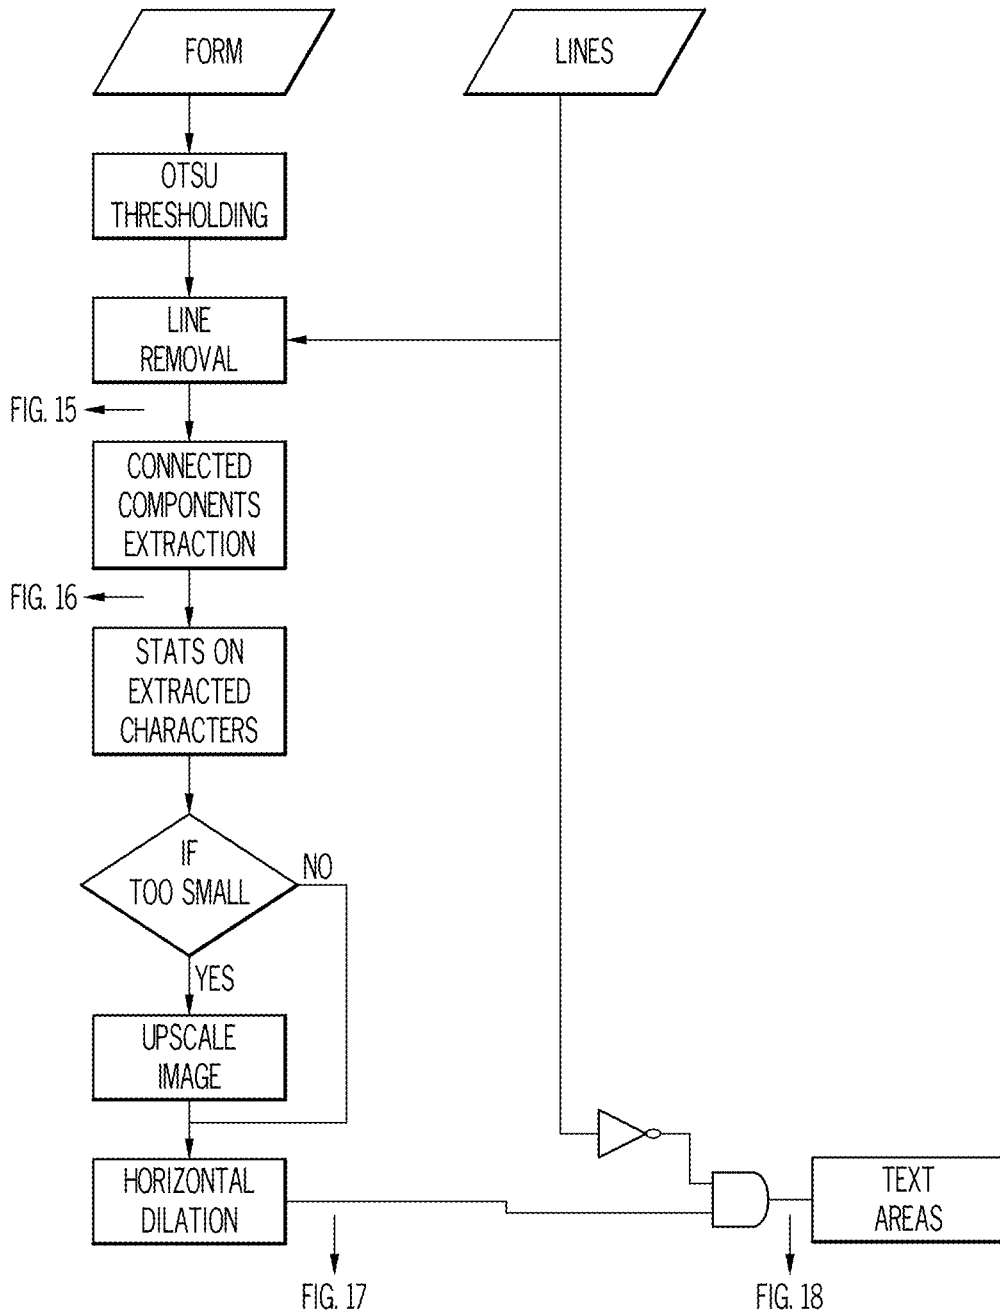 FORM
LINES
OTSU
THRESHOLDING
LINE
REMOVAL
FIG. 15
CONNECTED
COMPONENTS
EXTRACTION
FIG. 16
STATS ON
EXTRACTED
CHARACTERS
IF
TOO SMALL
NO
YES
UPSCALE
IMAGE
HORIZONTAL
DILATION
TEXT
AREAS
FIG. 17
FIG. 18